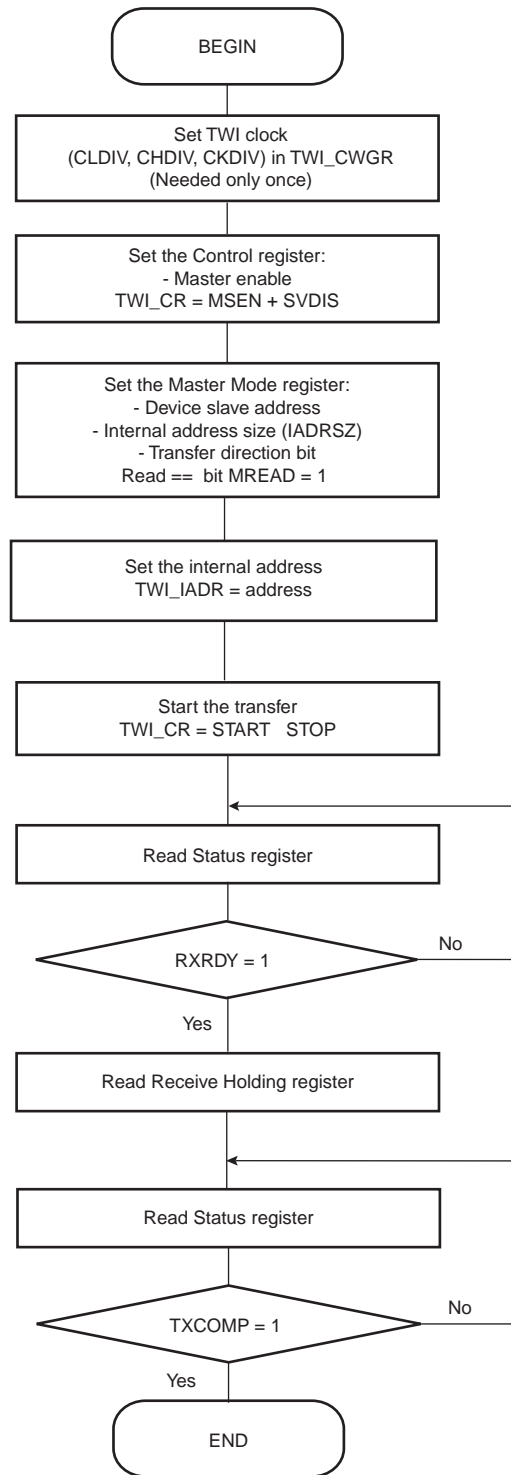 BEGIN
Set TWI clock
(CLDIV, CHDIV, CKDIV) in TWI_CWGR
(Needed only once)
Set the Control register:
- Master enable
TWI_CR = MSEN + SVDIS
Set the Master Mode register:
- Device slave address
- Internal address size (IADRSZ)
- Transfer direction bit
Read == bit MREAD = 1
Set the internal address
TWI_IADR = address
Start the transfer
TWI_CR = START STOP
Read Status register
RXRDY = 1
No
Yes
Read Receive Holding register
Read Status register
TXCOMP = 1
No
Yes
END